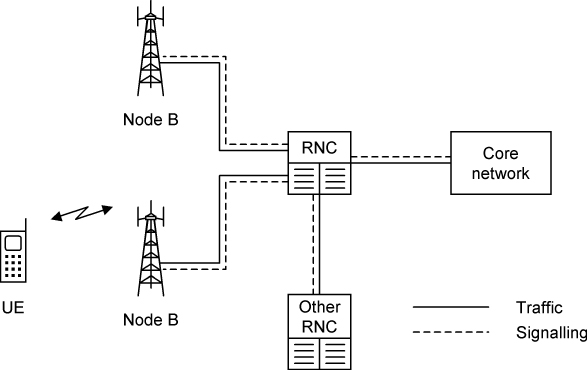 Node B
RNC
Core
network
UE
Node B
Other
RNC
Traffic
Signalling